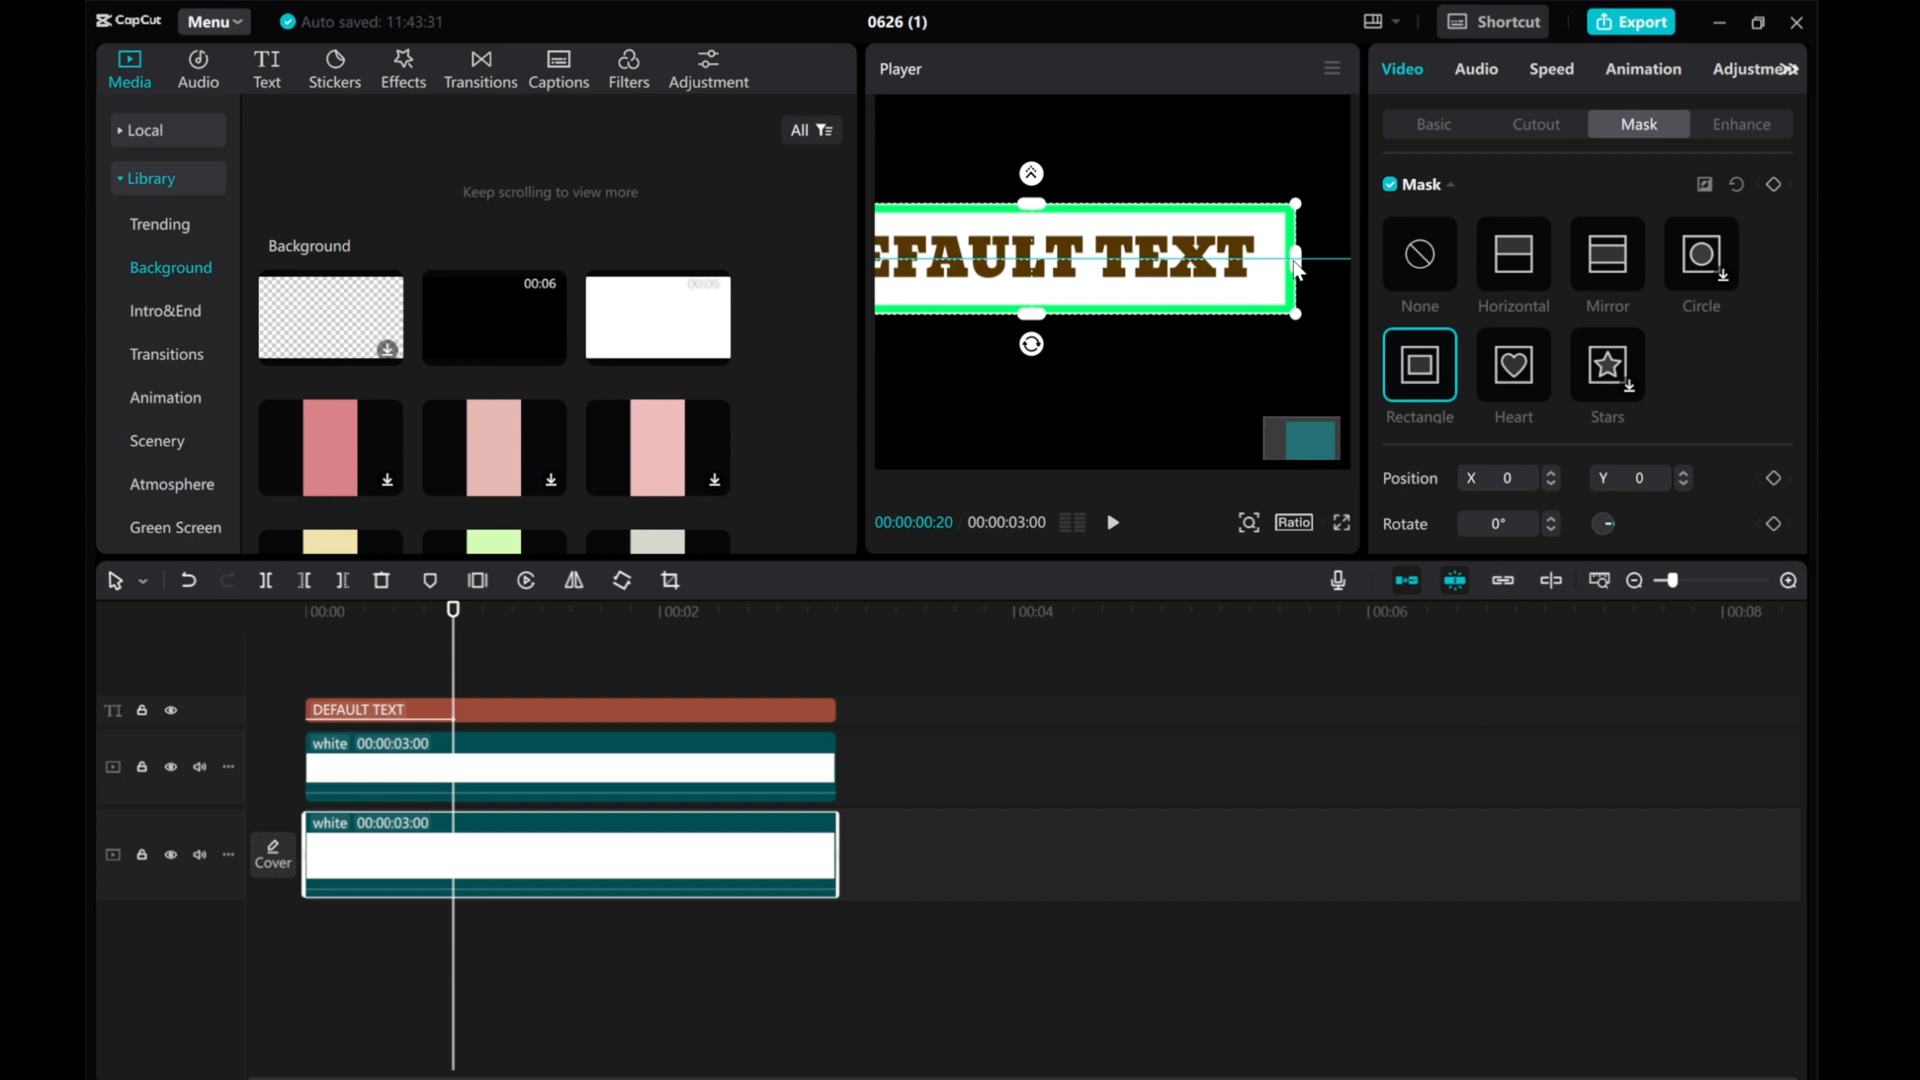 CapCut
Menu
Auto saved: 11:43:31
0626 (1)
Shortcut
Export
Media
Audio
Text
Stickers
Effects
Transitions
Captions
Filters
Adjustment
Local
Library
Trending
Background
Intro&End
Transitions
Animation
Scenery
Atmosphere
Green Screen
All
Keep scrolling to view more
Background
00:06
00:06
Player
EFAULT TEXT
00:00:00:20
00:00:03:00
Ratio
Video
Audio
Speed
Animation
Adjustment
Basic
Cutout
Mask
Enhance
Mask
None
Horizontal
Mirror
Circle
Rectangle
Heart
Stars
Position
X 0
Y 0
Rotate
0°
00:00
00:02
00:04
00:06
00:08
TI
DEFAULT TEXT
white 00:00:03:00
white 00:00:03:00
Cover